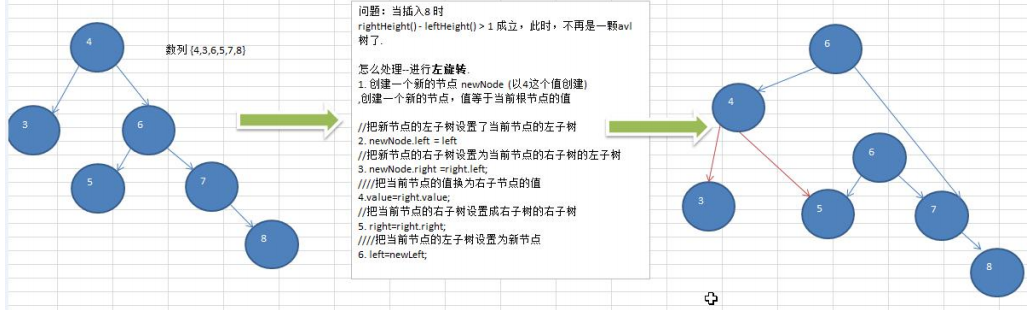 4
3
6
5
7
8
数列 {4,3,6,5,7,8}
问题：当插入8 时
rightHeight() - leftHeight() > 1 成立，此时，不再是一颗avl
树了.
怎么处理--进行左旋转.
1. 创建一个新的节点 newNode (以4这个值创建)
,创建一个新的节点，值等于当前根节点的值
//把新节点的左子树设置了当前节点的左子树
2. newNode.left = left
//把新节点的右子树设置为当前节点的右子树的左子树
3. newNode.right =right.left;
////把当前节点的值换为右子节点的值
4.value=right.value;
//把当前节点的右子树设置成右子树的右子树
5. right=right.right;
////把当前节点的左子树设置为新节点
6. left=newLeft;
6
4
6
3
5
7
8